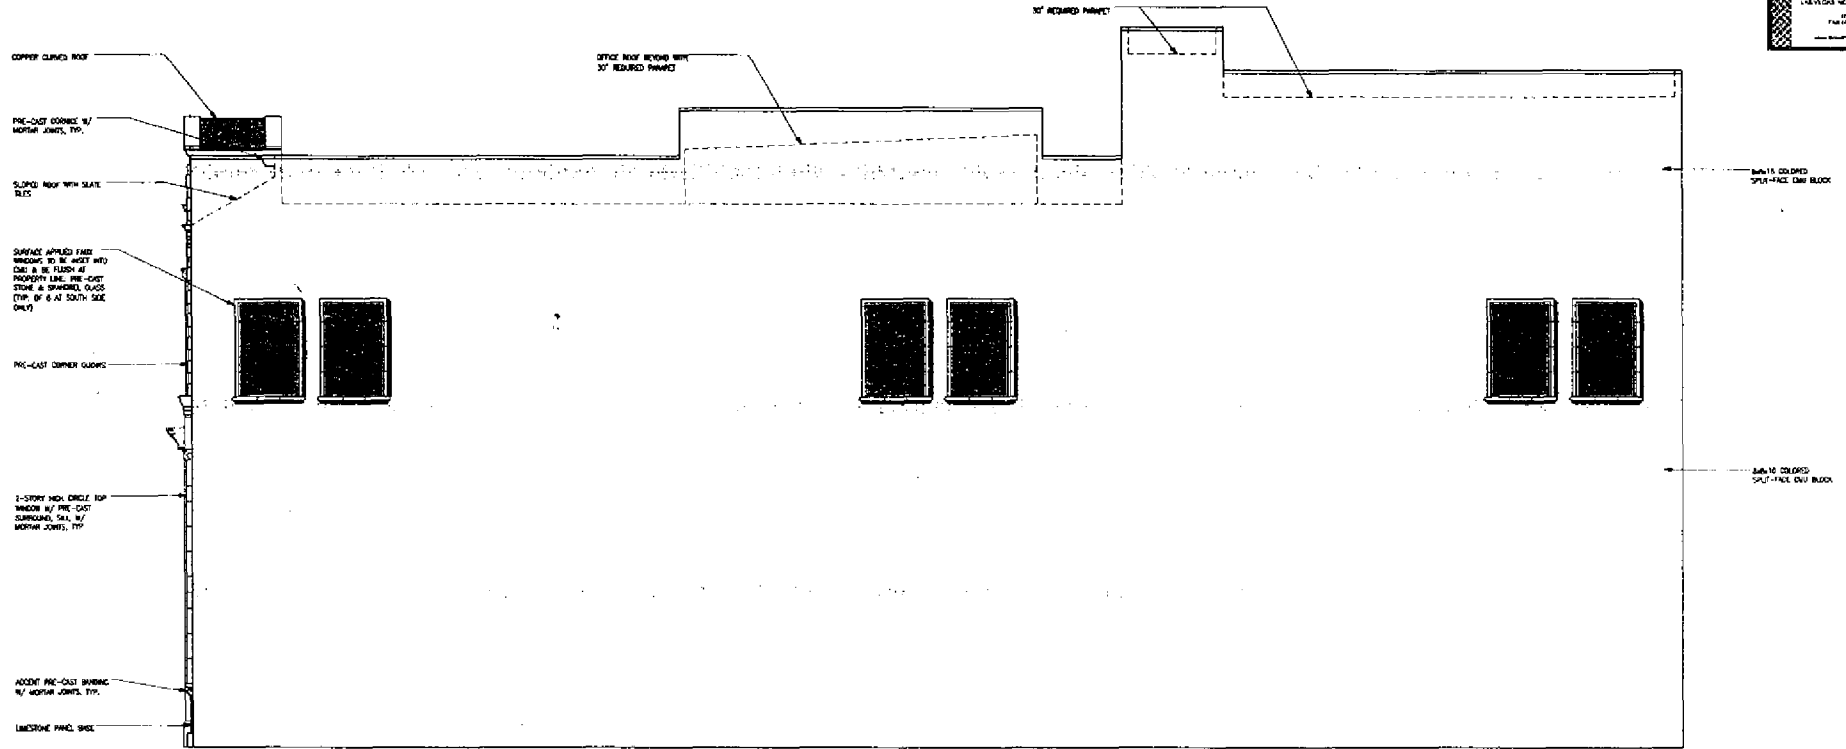 30" REQUIRED PARAPET
COPPER CURVED ROOF
OFFICE ROOF BEYOND WITH
30" REQUIRED PARAPET
PRE-CAST CORNICE W/
MORTAR JOINTS, TYP.
SLOPED ROOF WITH SLATE
TILES
8x8x16 COLORED
SPLIT-FACE CMU BLOCK
SURFACE APPLIED FAUX
WINDOWS TO BE INSET INTO
CMU & BE FLUSH AT
PROPERTY LINE. PRE-CAST
STONE & SPANDREL GLASS
(TYP. OF 6 AT SOUTH SIDE
ONLY)
PRE-CAST CORNER QUOINS
8x8x16 COLORED
SPLIT-FACE CMU BLOCK
2-STORY HIGH CIRCLE TOP
WINDOW W/ PRE-CAST
SURROUND, SILL W/
MORTAR JOINTS, TYP
ACCENT PRE-CAST BANDING
W/ MORTAR JOINTS, TYP.
LIMESTONE PANEL BASE